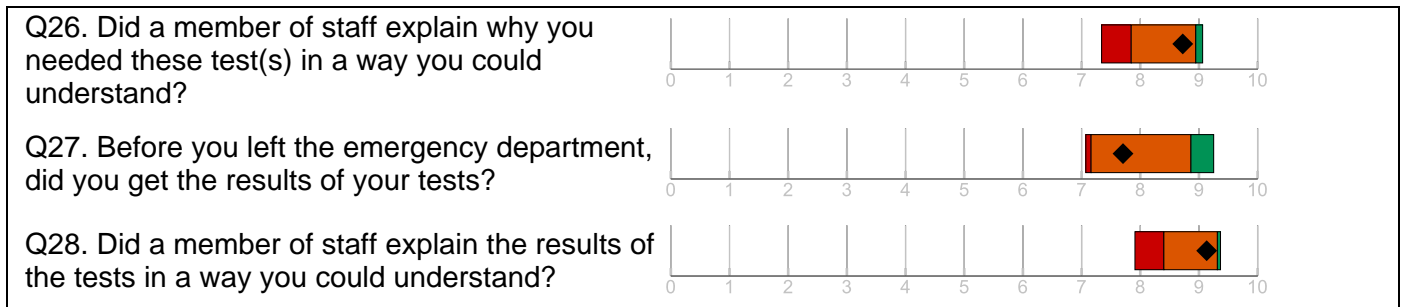 Q26. Did a member of staff explain why you
needed these test(s) in a way you could
understand?
0 1 2 3 4 5 6 7 8 9 10
Q27. Before you left the emergency department,
did you get the results of your tests?
0 1 2 3 4 5 6 7 8 9 10
Q28. Did a member of staff explain the results of
the tests in a way you could understand?
0 1 2 3 4 5 6 7 8 9 10